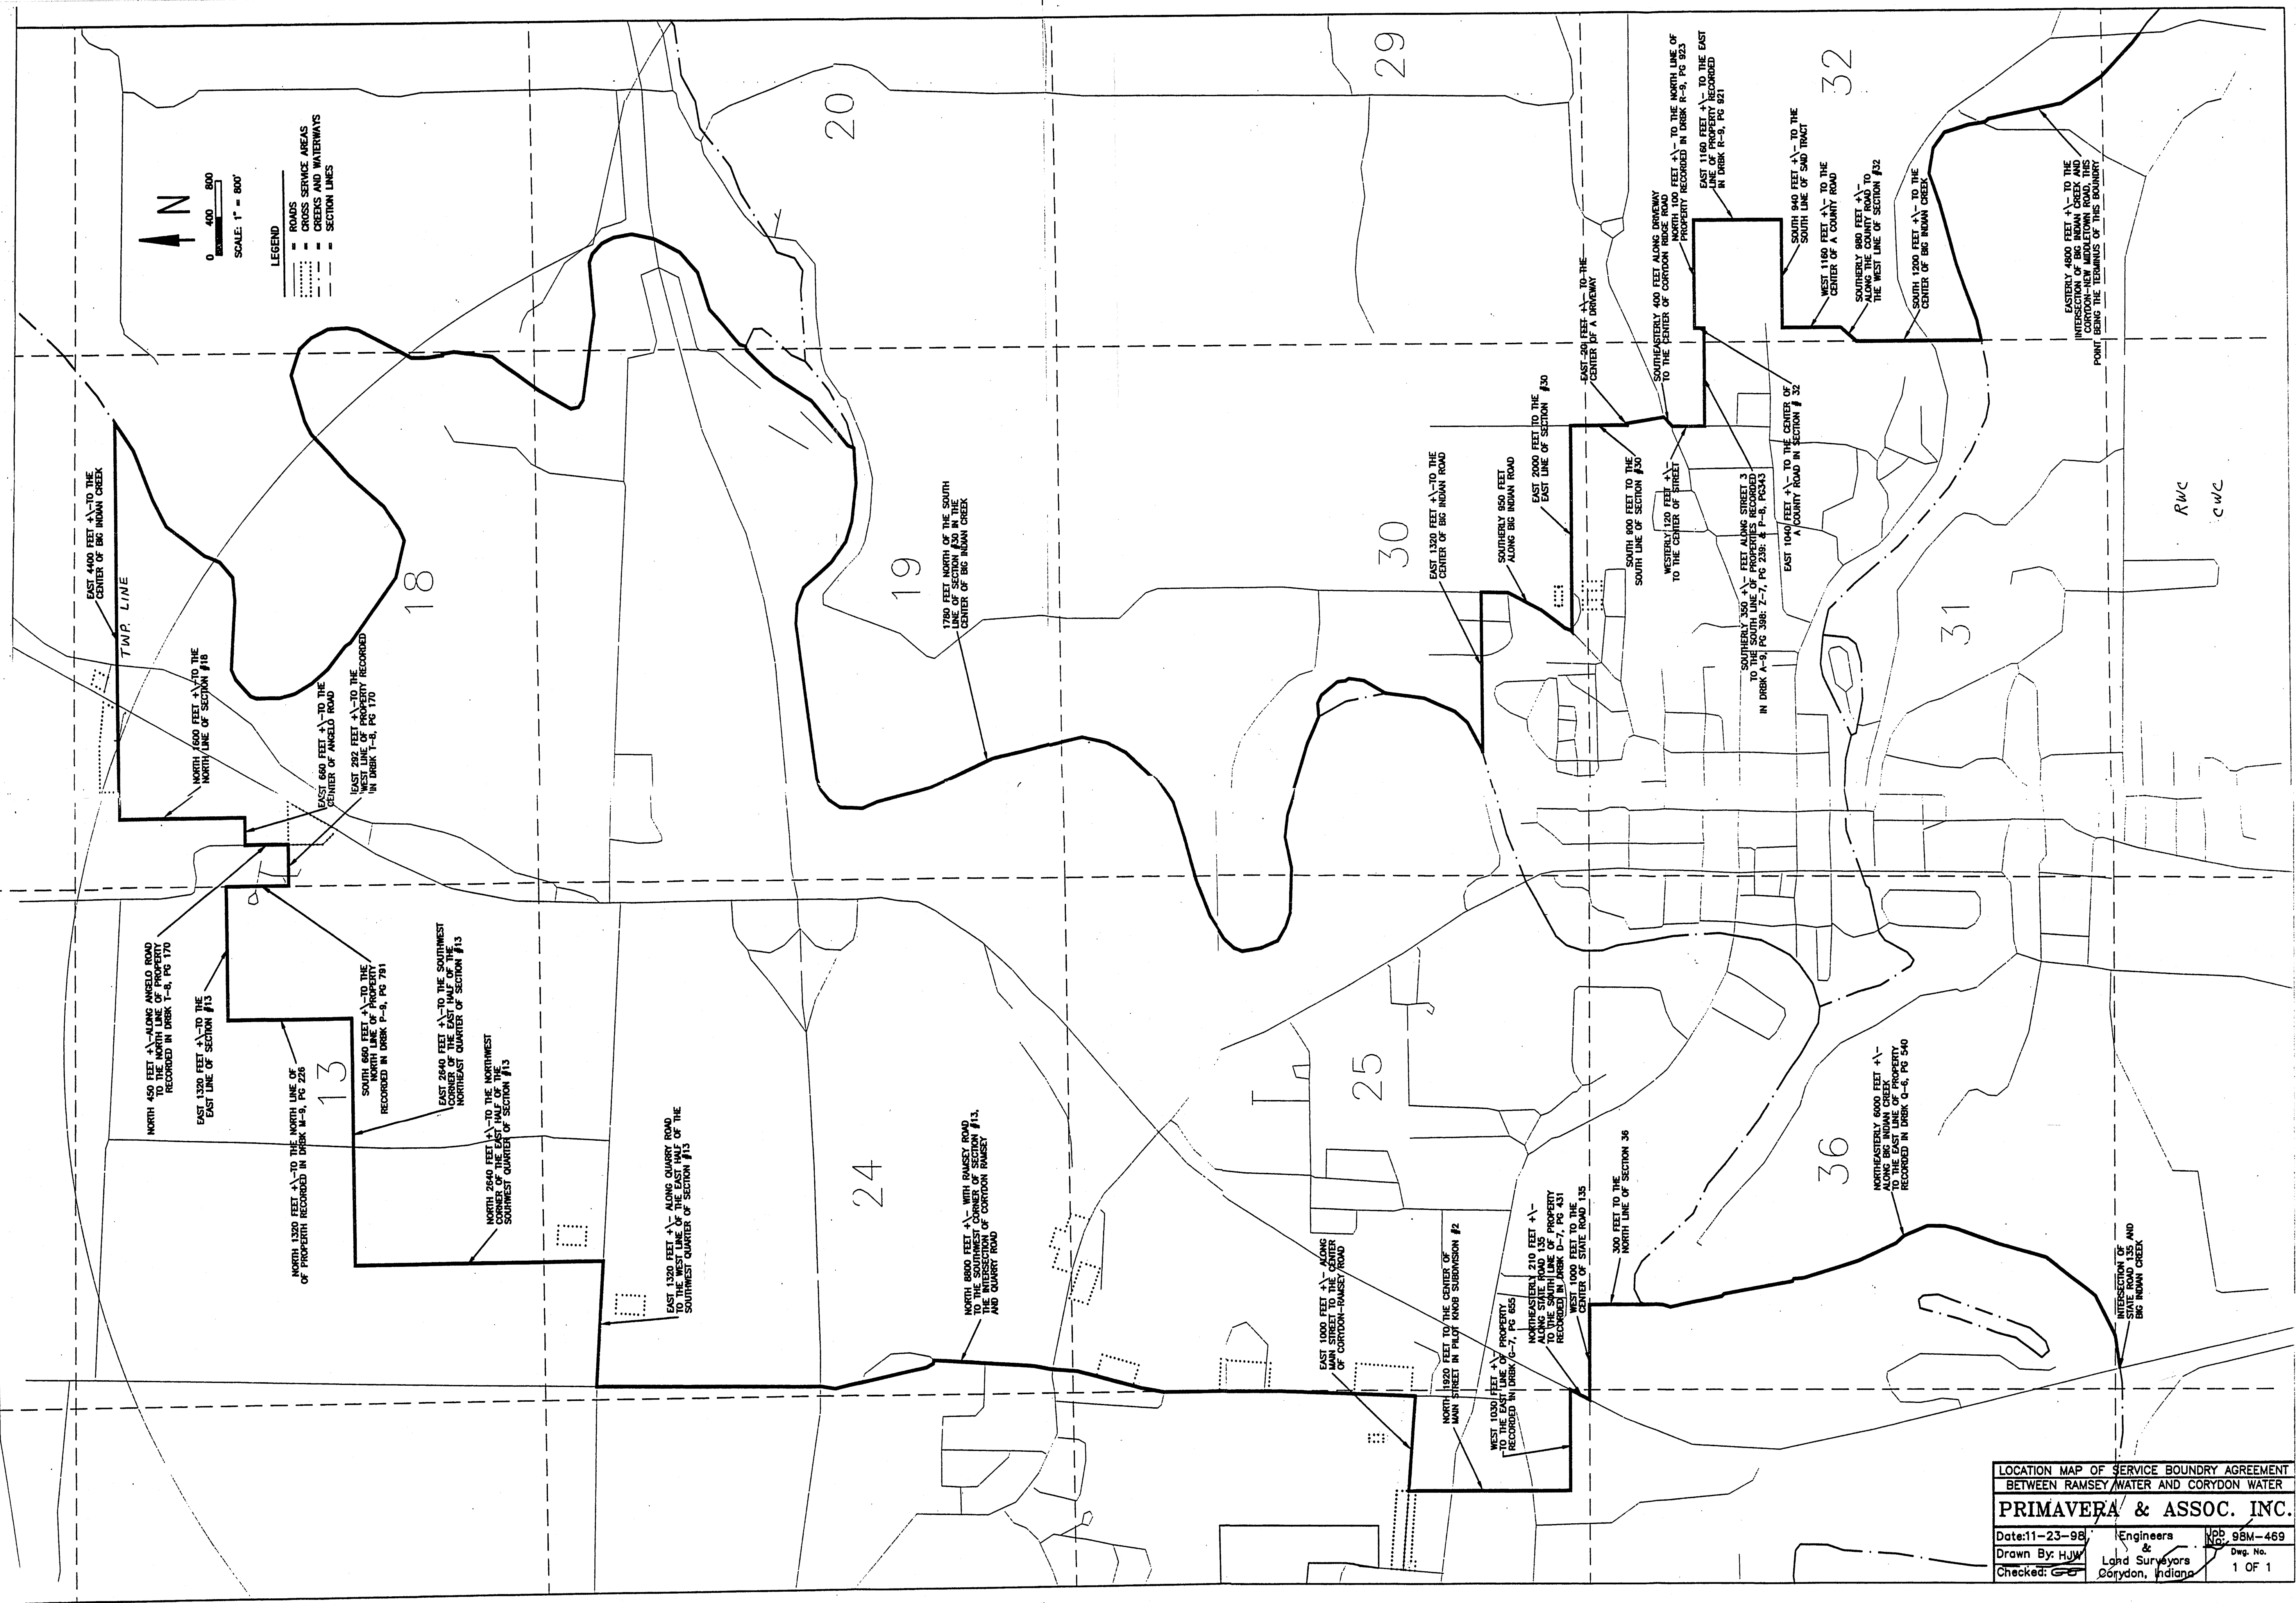 N
0 400 800
SCALE: 1" = 800'
LEGEND
= ROADS
= CROSS SERVICE AREAS
= CREEKS AND WATERWAYS
= SECTION LINES
EAST 4400 FEET +\-TO THE
CENTER OF BIG INDIAN CREEK
TWP. LINE
NORTH 1600 FEET +\-TO THE
NORTH LINE OF SECTION #18
EAST 660 FEET +\-TO THE
CENTER OF ANGELO ROAD
EAST 292 FEET +\-TO THE
WEST LINE OF PROPERTY RECORDED
IN DRBK T-8, PG 170
NORTH 450 FEET +\-ALONG ANGELO ROAD
TO THE NORTH LINE OF PROPERTY
RECORDED IN DRBK T-8, PG 170
EAST 1320 FEET +\-TO THE
EAST LINE OF SECTION #13
SOUTH 660 FEET +\-TO THE
NORTH LINE OF PROPERTY
RECORDED IN DRBK P-9, PG 791
NORTH 1320 FEET +\-TO THE NORTH LINE OF
OF PROPERTH RECORDED IN DRBK M-9, PG 226
EAST 2640 FEET +\-TO THE SOUTHWEST
CORNER OF THE EAST HALF OF THE
NORTHEAST QUARTER OF SECTION #13
NORTH 2640 FEET +\-TO THE NORTHWEST
CORNER OF THE EAST HALF OF THE
SOUHWEST QUARTER OF SECTION #13
EAST 1320 FEET +\- ALONG QUARRY ROAD
TO THE WEST LINE OF THE EAST HALF OF THE
SOUTHWEST QUARTER OF SECTION #13
NORTH 8800 FEET +\- WITH RAMSEY ROAD
TO THE SOUTHWEST CORNER OF SECTION #13,
THE INTERSECTION OF CORYDON RAMSEY
AND QUARRY ROAD
EAST 1000 FEET +\- ALONG
MAIN STREET TO THE CENTER
OF CORYDON-RAMSEY ROAD
NORTH 1920 FEET TO THE CENTER OF
MAIN STREET IN PILOT KNOB SUBDIVISION #2
WEST 1030 FEET +\-
TO THE EAST LINE OF PROPERTY
RECORDED IN DRBK G-7, PG 655
NORTHEASTERLY 210 FEET +\-
ALONG STATE ROAD 135
TO THE SOUTH LINE OF PROPERTY
RECORDED IN DRBK D-7, PG 431
WEST 1000 FEET TO THE
CENTER OF STATE ROAD 135
300 FEET TO THE
NORTH LINE OF SECTION 36
NORTHEASTERLY 6000 FEET +\-
ALONG BIG INDIAN CREEK
TO THE EAST LINE OF PROPERTY
RECORDED IN DRBK Q-6, PG 540
INTERSECTION OF
STATE ROAD 135 AND
BIG INDIAN CREEK
1780 FEET NORTH OF THE SOUTH
LINE OF SECTION #30 IN THE
CENTER OF BIG INDIAN CREEK
EAST 1320 FEET +\-TO THE
CENTER OF BIG INDIAN ROAD
SOUTHERLY 950 FEET
ALONG BIG INDIAN ROAD
EAST 2000 FEET TO THE
EAST LINE OF SECTION #30
SOUTH 900 FEET TO THE
SOUTH LINE OF SECTION #30
EAST 20 FEET +\- TO THE
CENTER OF A DRIVEWAY
SOUTHEASTERLY 400 FEET ALONG DRIVEWAY
TO THE CENTER OF CORYDON RIDGE ROAD
WESTERLY 120 FEET +\-
TO THE CENTER OF STREET
SOUTHERLY 350 +\- FEET ALONG STREET 3
TO THE SOUTH LINE OF PROPERTIES RECORDED
IN DRBK A-9, PG 398: Z-7, PG 239: & P-8, PG343
EAST 1040 FEET +\- TO THE CENTER OF
A COUNTY ROAD IN SECTION # 32
NORTH 100 FEET +\- TO THE NORTH LINE OF
PROPERTY RECORDED IN DRBK R-9, PG 923
EAST 1160 FEET +\- TO THE EAST
LINE OF PROPERTY RECORDED
IN DRBK R-9, PG 921
SOUTH 940 FEET +\- TO THE
SOUTH LINE OF SAID TRACT
WEST 1160 FEET +\- TO THE
CENTER OF A COUNTY ROAD
SOUTHERLY 980 FEET +\-
ALONG THE COUNTY ROAD TO
THE WEST LINE OF SECTION #32
SOUTH 1200 FEET +\- TO THE
CENTER OF BIG INDIAN CREEK
EASTERLY 4800 FEET +\- TO THE
INTERSECTION OF BIG INDIAN CREEK AND
CORYDON-NEW MIDDLETOWN ROAD, THIS
POINT BEING THE TERMINUS OF THIS BOUNDRY
13
18
19
20
24
25
29
30
31
32
36
RWC
CWC
LOCATION MAP OF SERVICE BOUNDRY AGREEMENT
BETWEEN RAMSEY WATER AND CORYDON WATER
PRIMAVERA & ASSOC. INC.
Date:11-23-98
Drawn By: HJW
Checked:
Engineers
&
Land Surveyors
Corydon, Indiana
Job No: 98M-469
Dwg. No.
1 OF 1